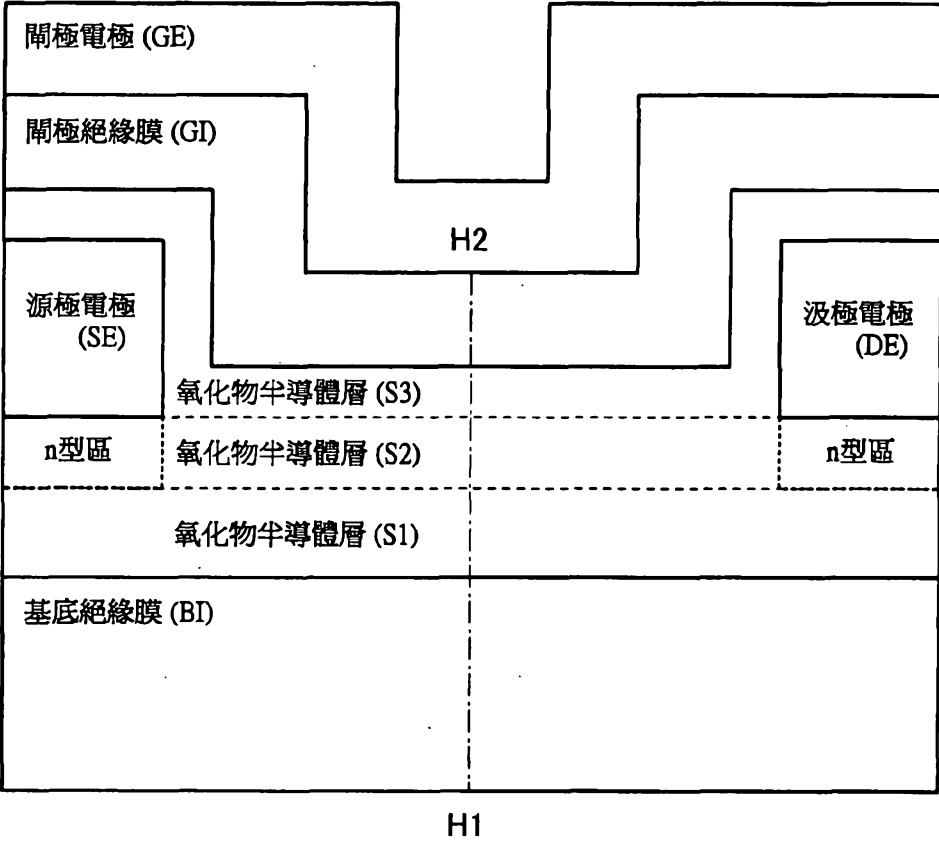 閘極電極 (GE)
閘極絕緣膜 (GI)
H2
源極電極
(SE)
汲極電極
(DE)
氧化物半導體層 (S3)
n型區
氧化物半導體層 (S2)
n型區
氧化物半導體層 (S1)
基底絕緣膜 (BI)
H1